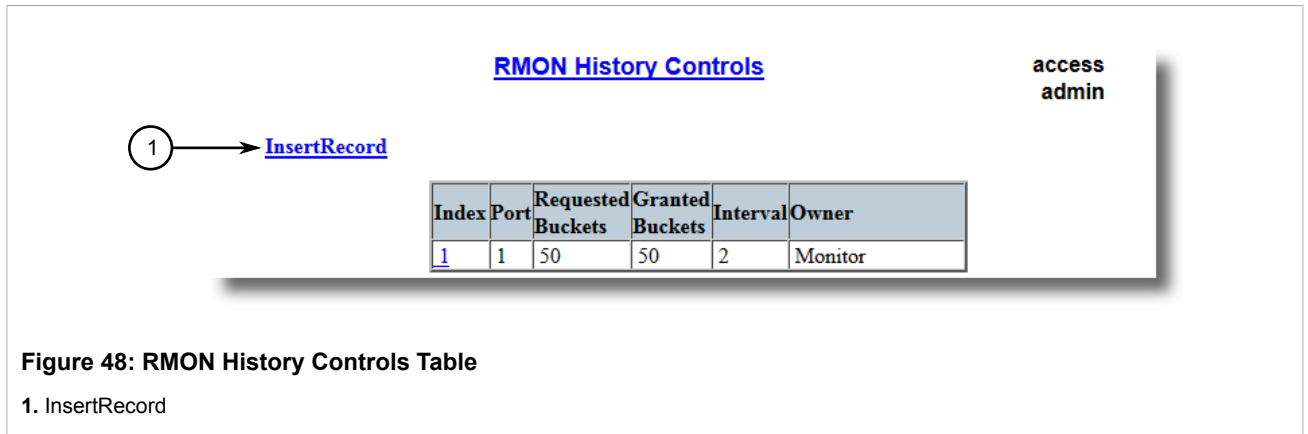 RMON History Controls
access
admin
1
InsertRecord
Index Port Requested Buckets Granted Buckets Interval Owner
1 1 50 50 2 Monitor
Figure 48: RMON History Controls Table
1. InsertRecord